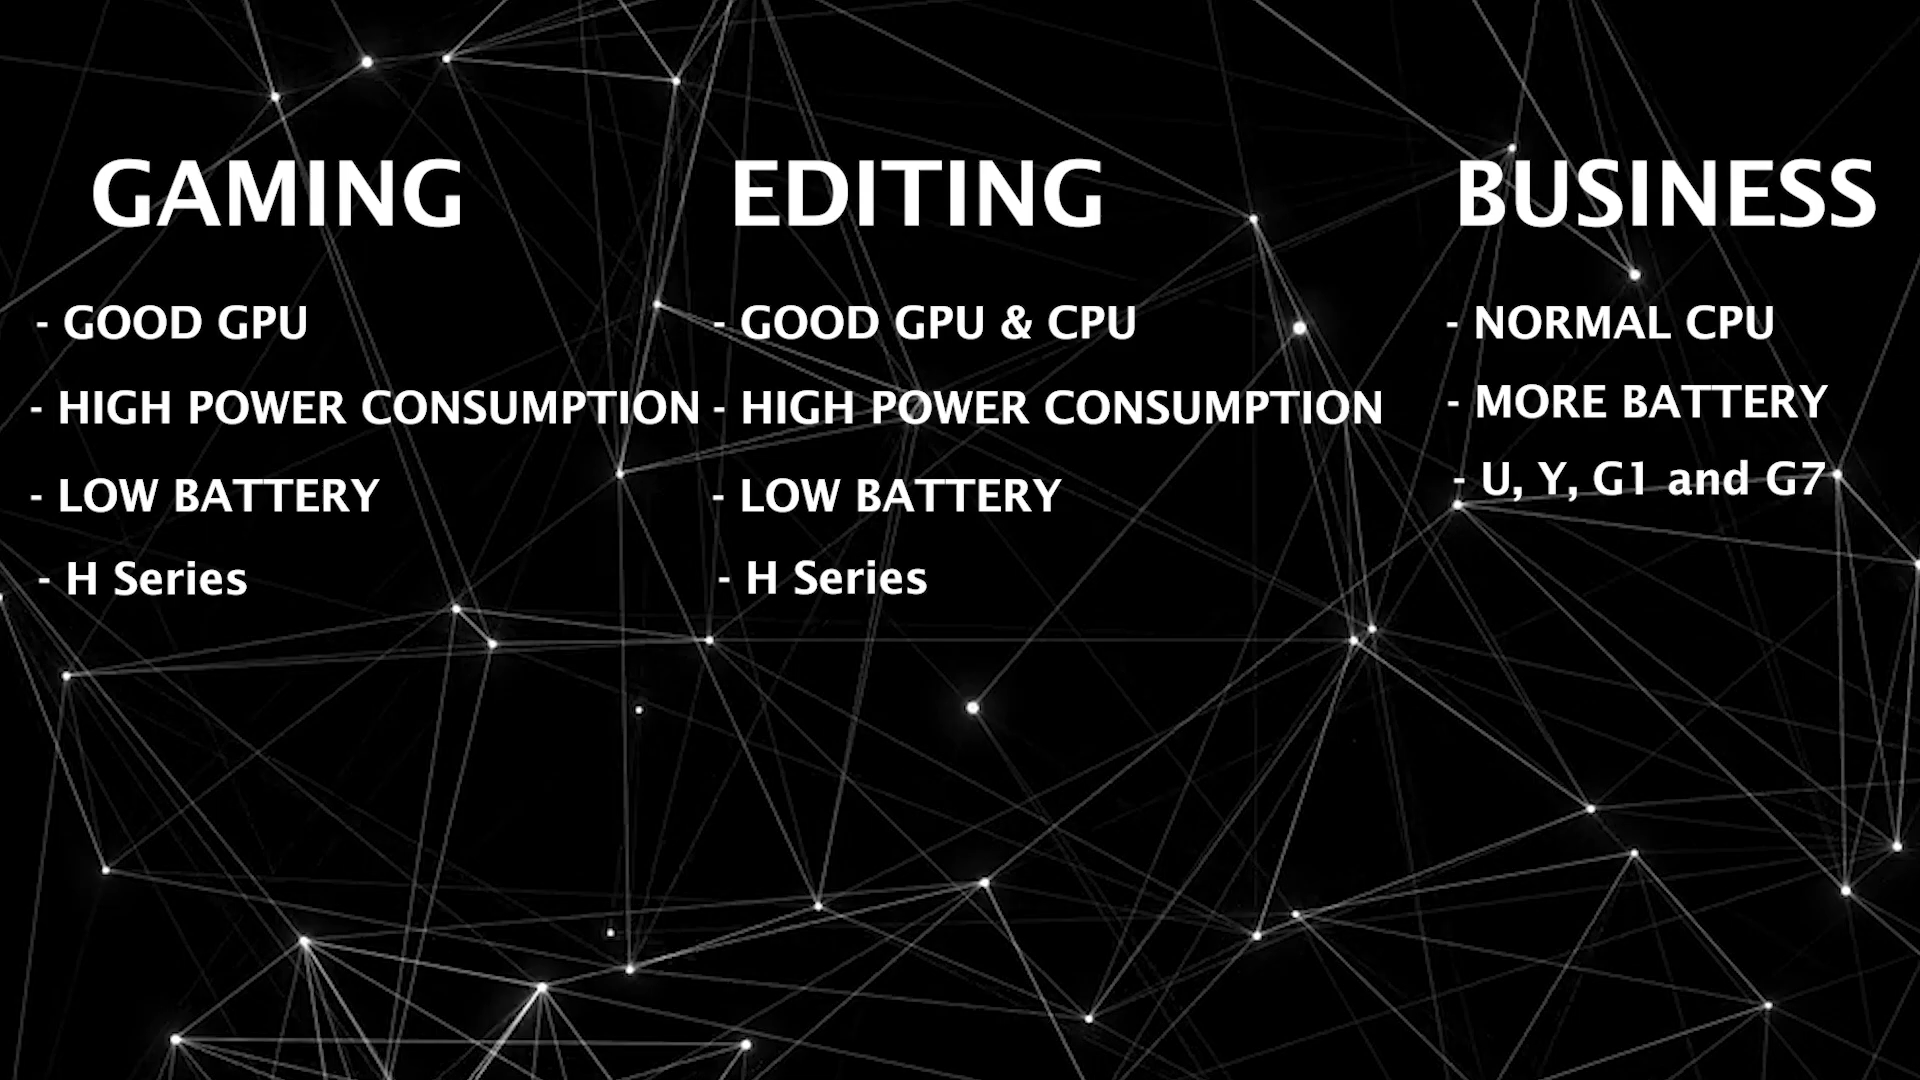 GAMING
- GOOD GPU
- HIGH POWER CONSUMPTION
- LOW BATTERY
- H Series
EDITING
- GOOD GPU & CPU
- HIGH POWER CONSUMPTION
- LOW BATTERY
- H Series
BUSINESS
- NORMAL CPU
- MORE BATTERY
- U, Y, G1 and G7